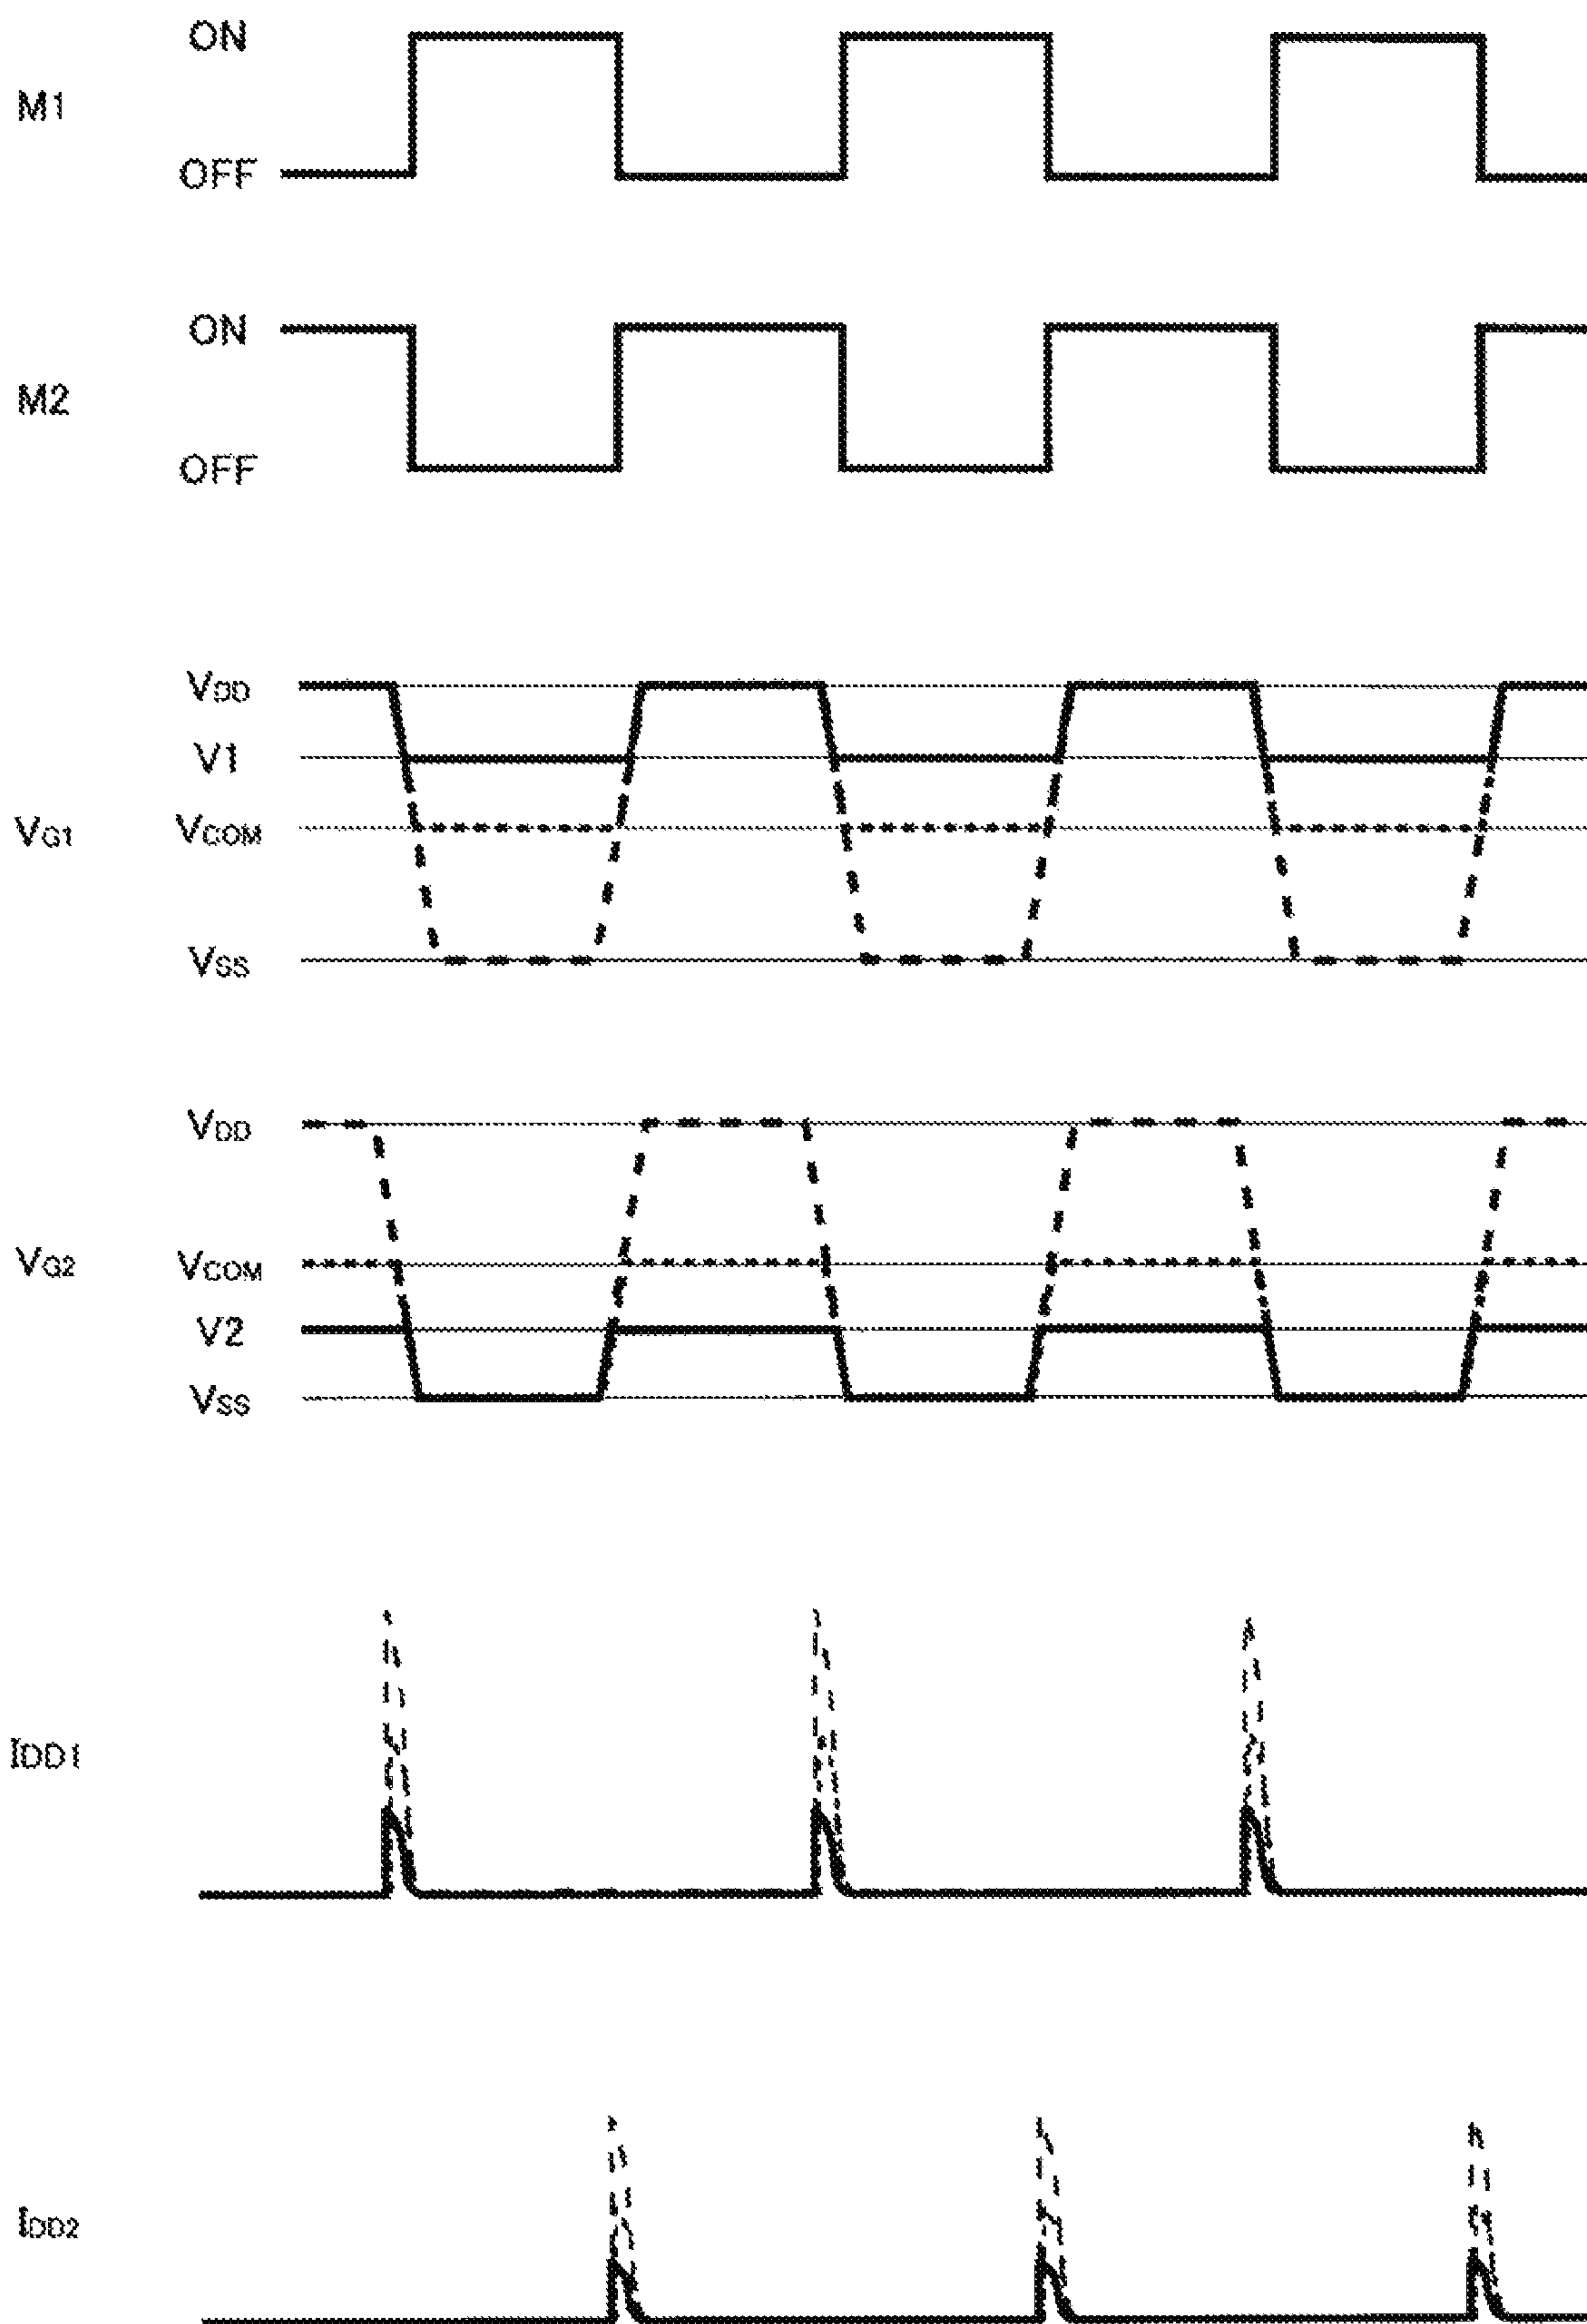 ON
M1
OFF
ON
M2
OFF
VDD
V1
VG1 VCOM
VSS
VDD
VG2 VCOM
V2
VSS
IDD1
IDD2